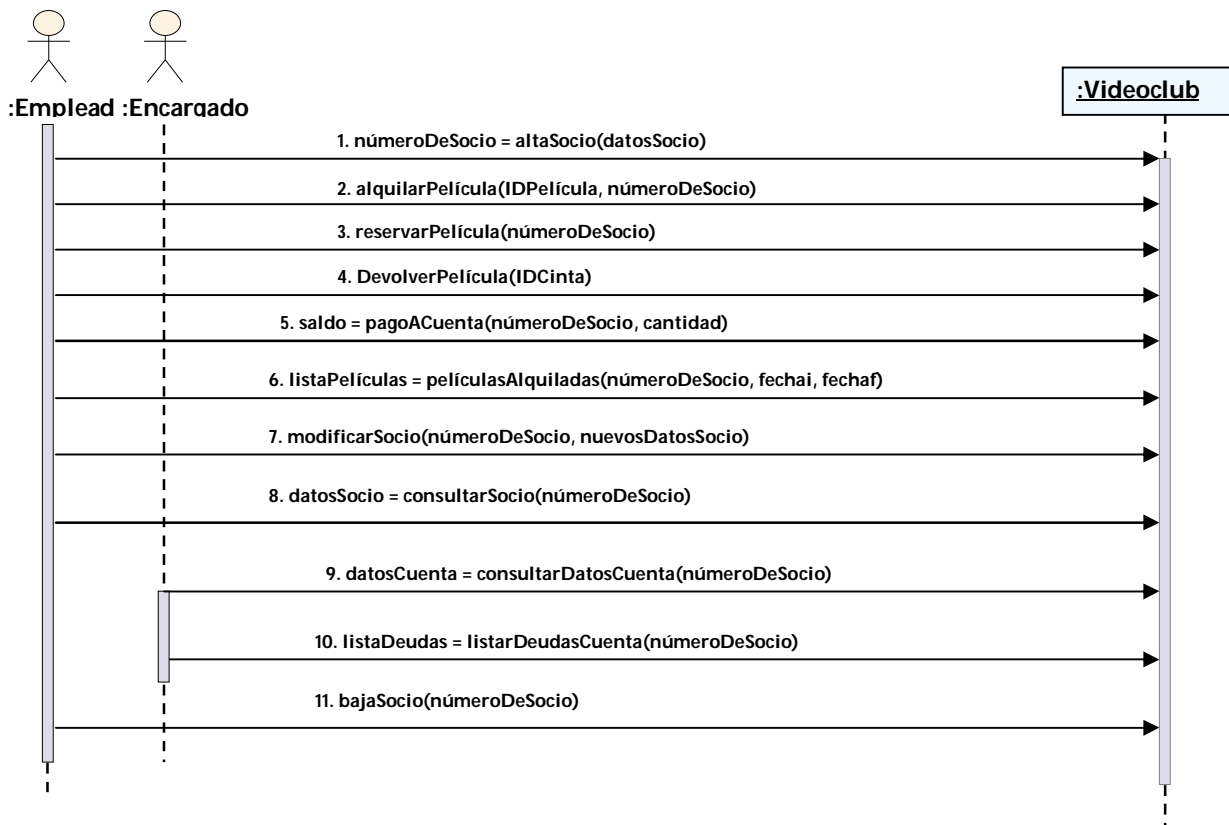 :Emplead :Encargado
:Videoclub
1. númeroDeSocio = altaSocio(datosSocio)
2. alquilarPelícula(IDPelícula, númeroDeSocio)
3. reservarPelícula(númeroDeSocio)
4. DevolverPelícula(IDCinta)
5. saldo = pagoACuenta(númeroDeSocio, cantidad)
6. listaPelículas = películasAlquiladas(númeroDeSocio, fechai, fechaf)
7. modificarSocio(númeroDeSocio, nuevosDatosSocio)
8. datosSocio = consultarSocio(númeroDeSocio)
9. datosCuenta = consultarDatosCuenta(númeroDeSocio)
10. listaDeudas = listarDeudasCuenta(númeroDeSocio)
11. bajaSocio(númeroDeSocio)